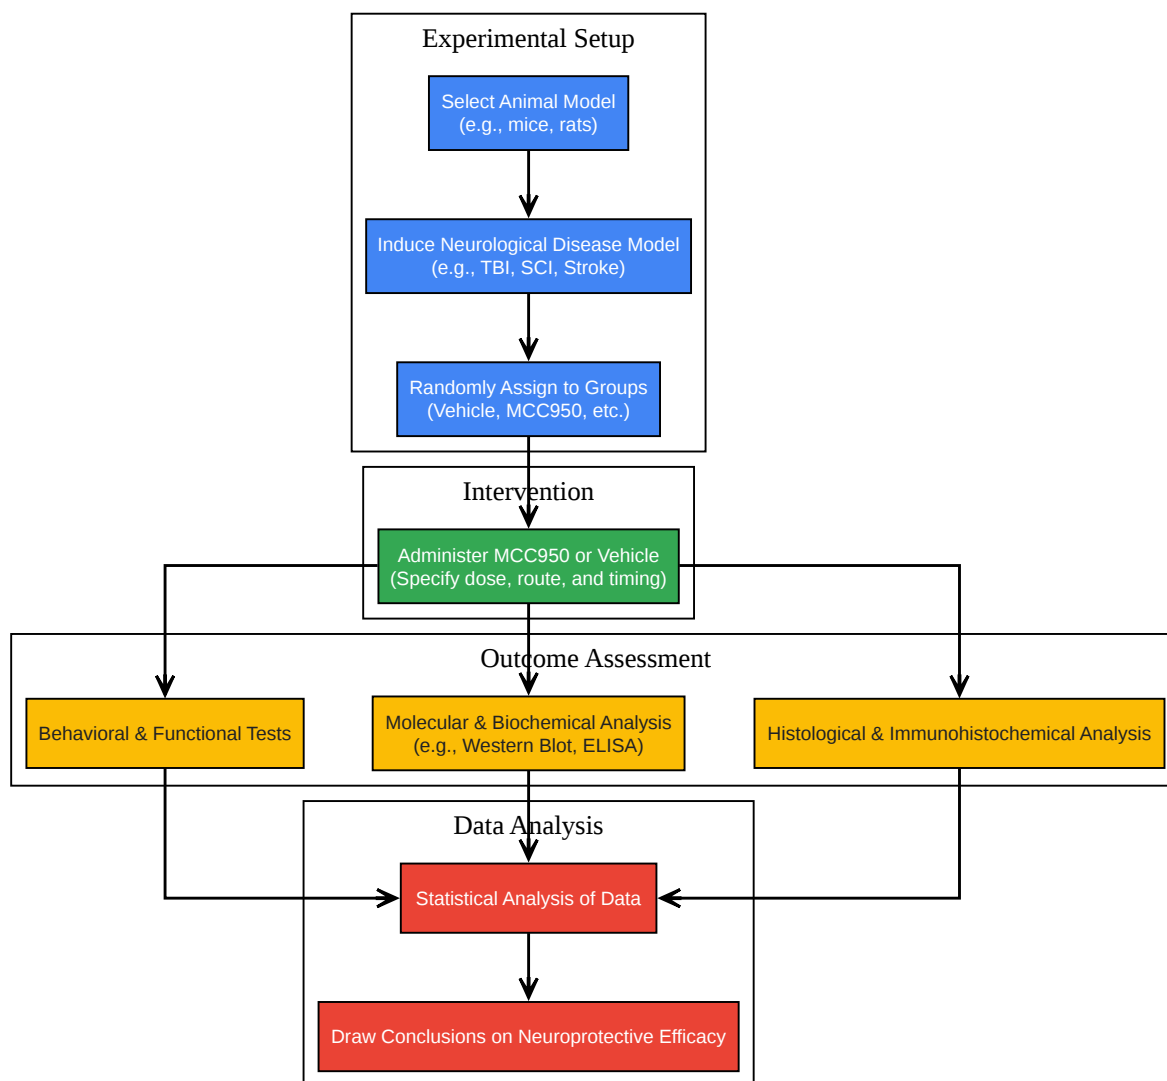 Experimental Setup
Select Animal Model
(e.g., mice, rats)
Induce Neurological Disease Model
(e.g., TBI, SCI, Stroke)
Randomly Assign to Groups
(Vehicle, MCC950, etc.)
Intervention
Administer MCC950 or Vehicle
(Specify dose, route, and timing)
Outcome Assessment
Behavioral & Functional Tests
Molecular & Biochemical Analysis
(e.g., Western Blot, ELISA)
Histological & Immunohistochemical Analysis
Data Analysis
Statistical Analysis of Data
Draw Conclusions on Neuroprotective Efficacy